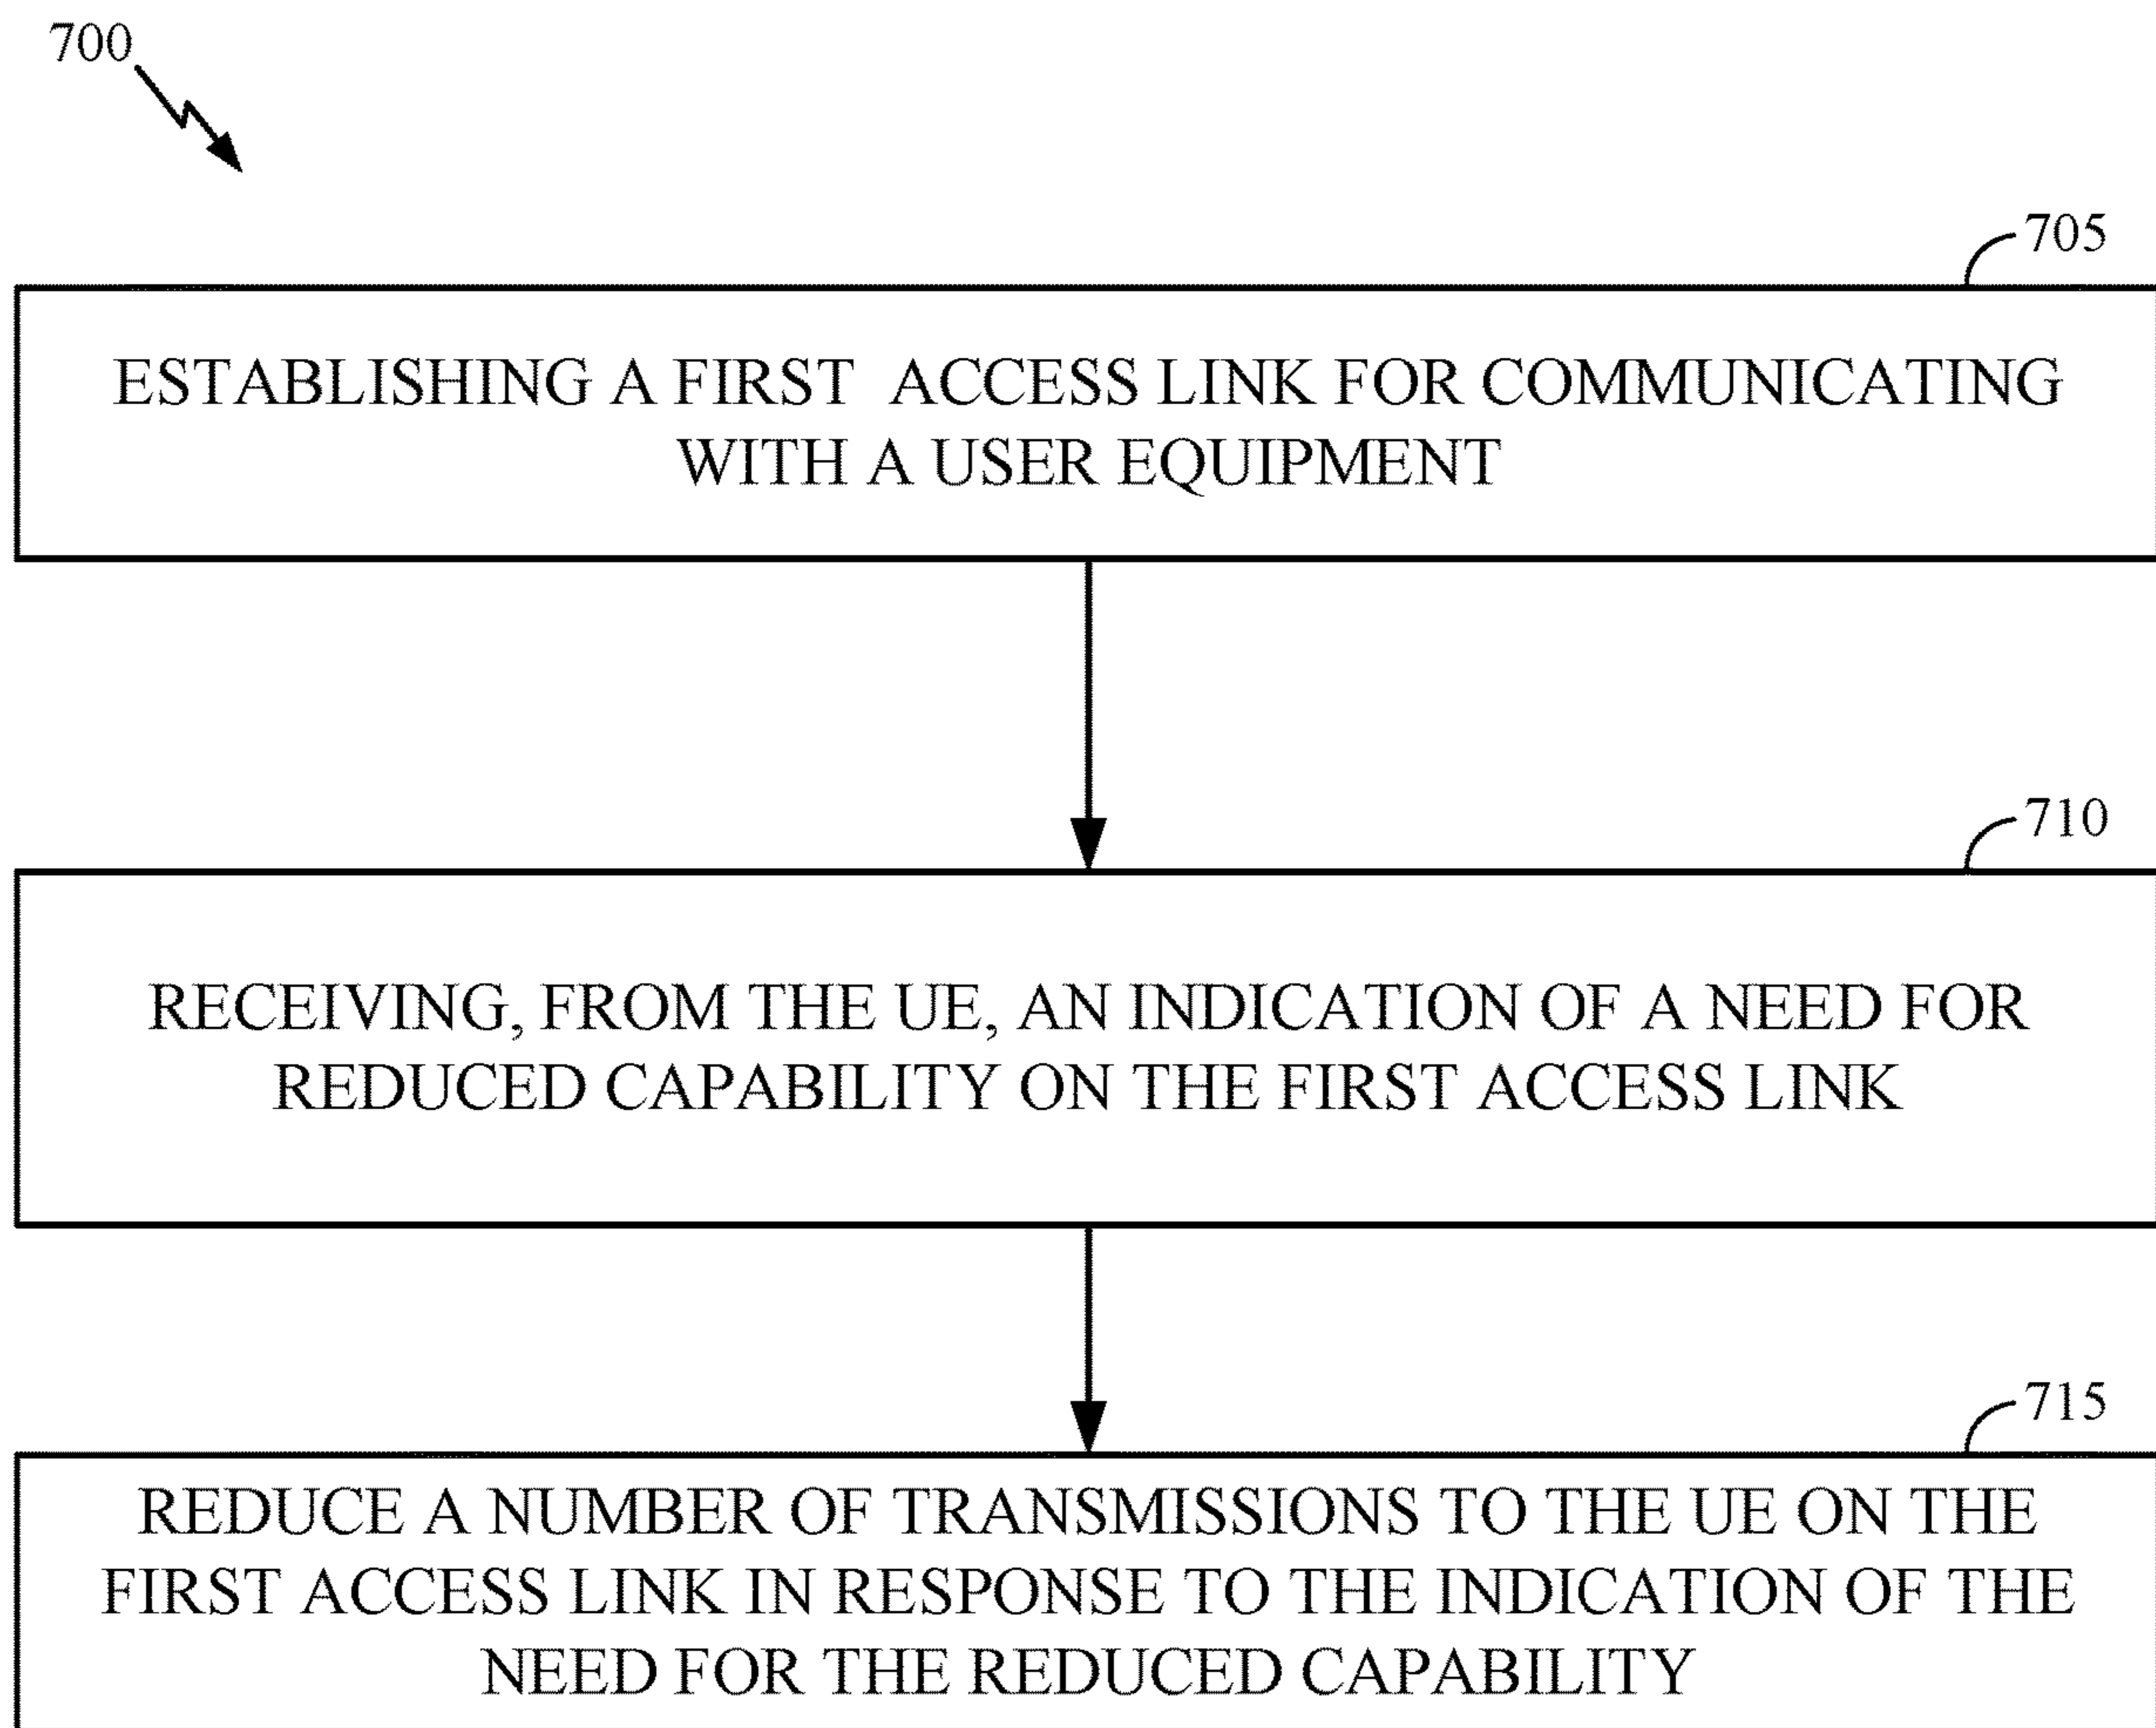 700
705
ESTABLISHING A FIRST ACCESS LINK FOR COMMUNICATING
WITH A USER EQUIPMENT
710
RECEIVING, FROM THE UE, AN INDICATION OF A NEED FOR
REDUCED CAPABILITY ON THE FIRST ACCESS LINK
715
REDUCE A NUMBER OF TRANSMISSIONS TO THE UE ON THE
FIRST ACCESS LINK IN RESPONSE TO THE INDICATION OF THE
NEED FOR THE REDUCED CAPABILITY